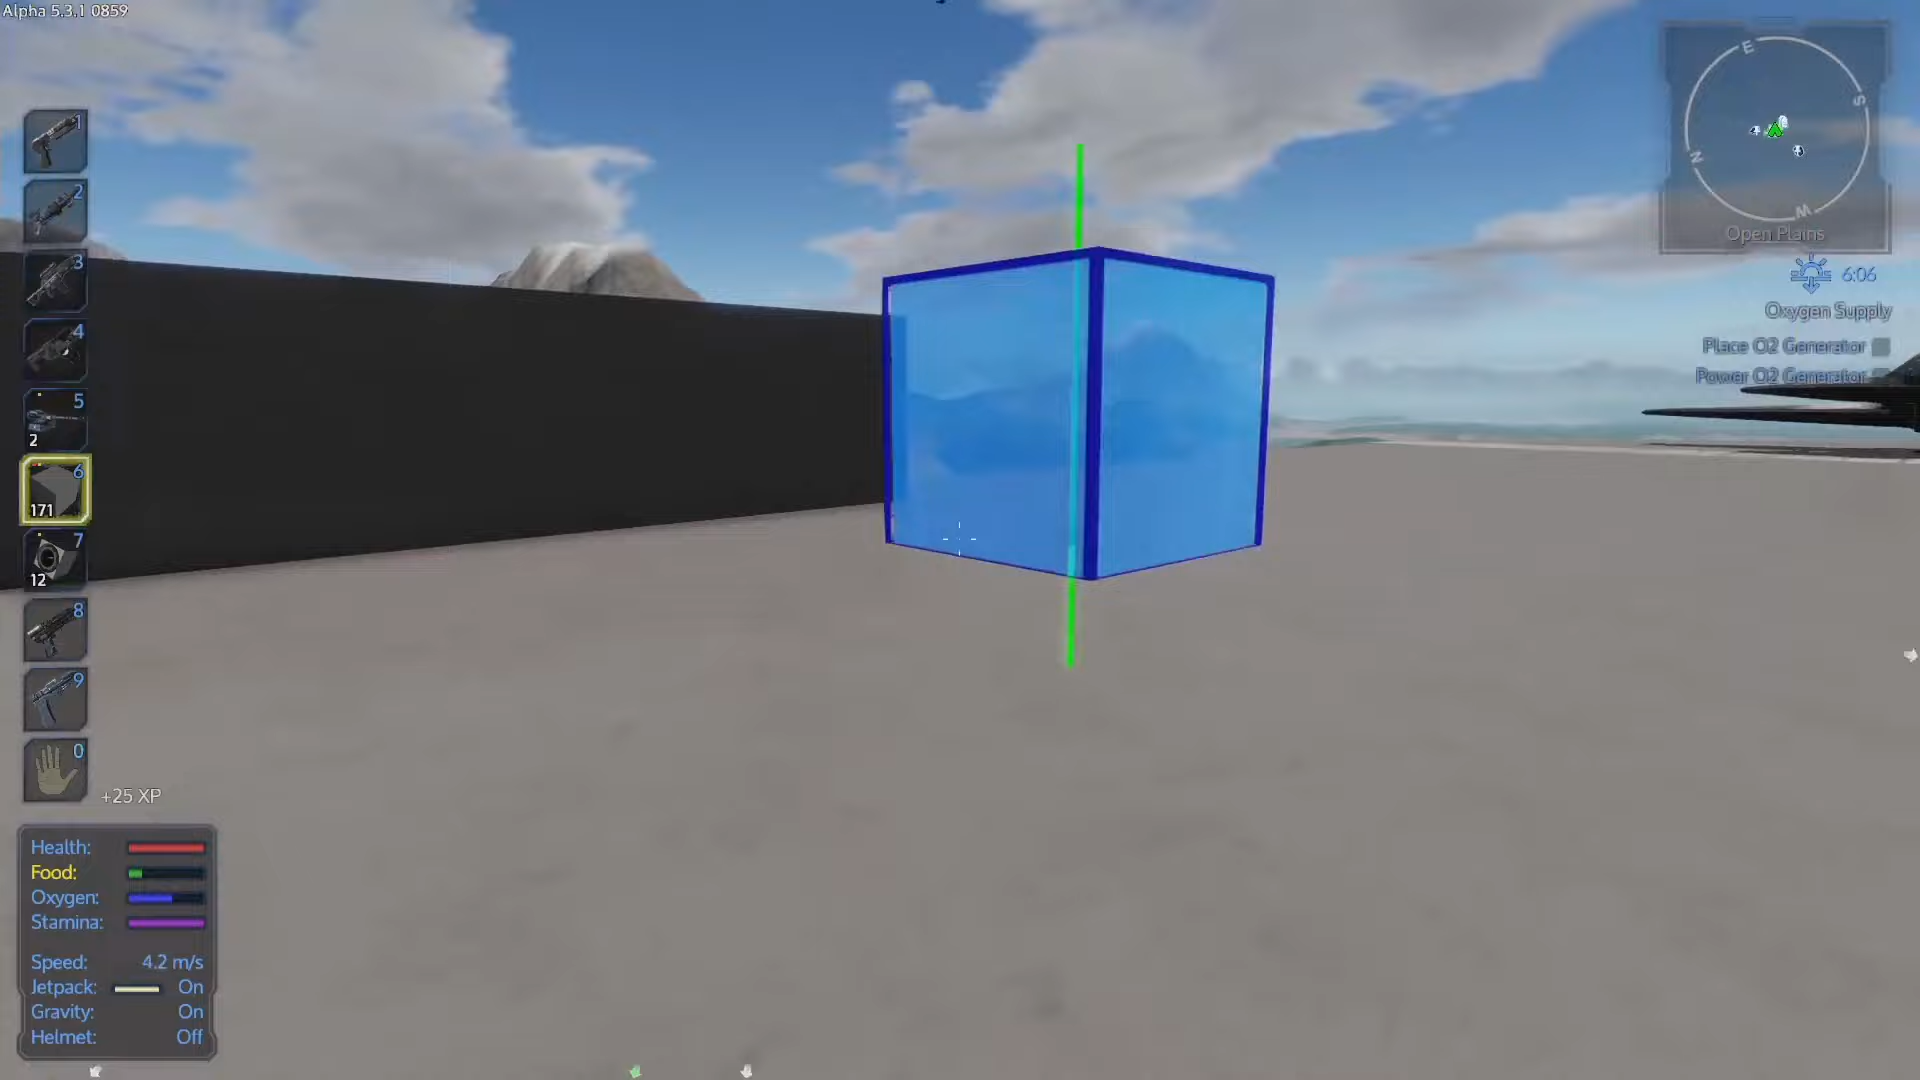 Alpha 5.3.1 0859
E
S
N
W
Open Plains
6:06
Oxygen Supply
Place O2 Generator
Power O2 Generator
1
2
3
4
5
2
6
171
7
12
8
9
0
+25 XP
Health:
Food:
Oxygen:
Stamina:
Speed: 4.2 m/s
Jetpack: On
Gravity: On
Helmet: Off